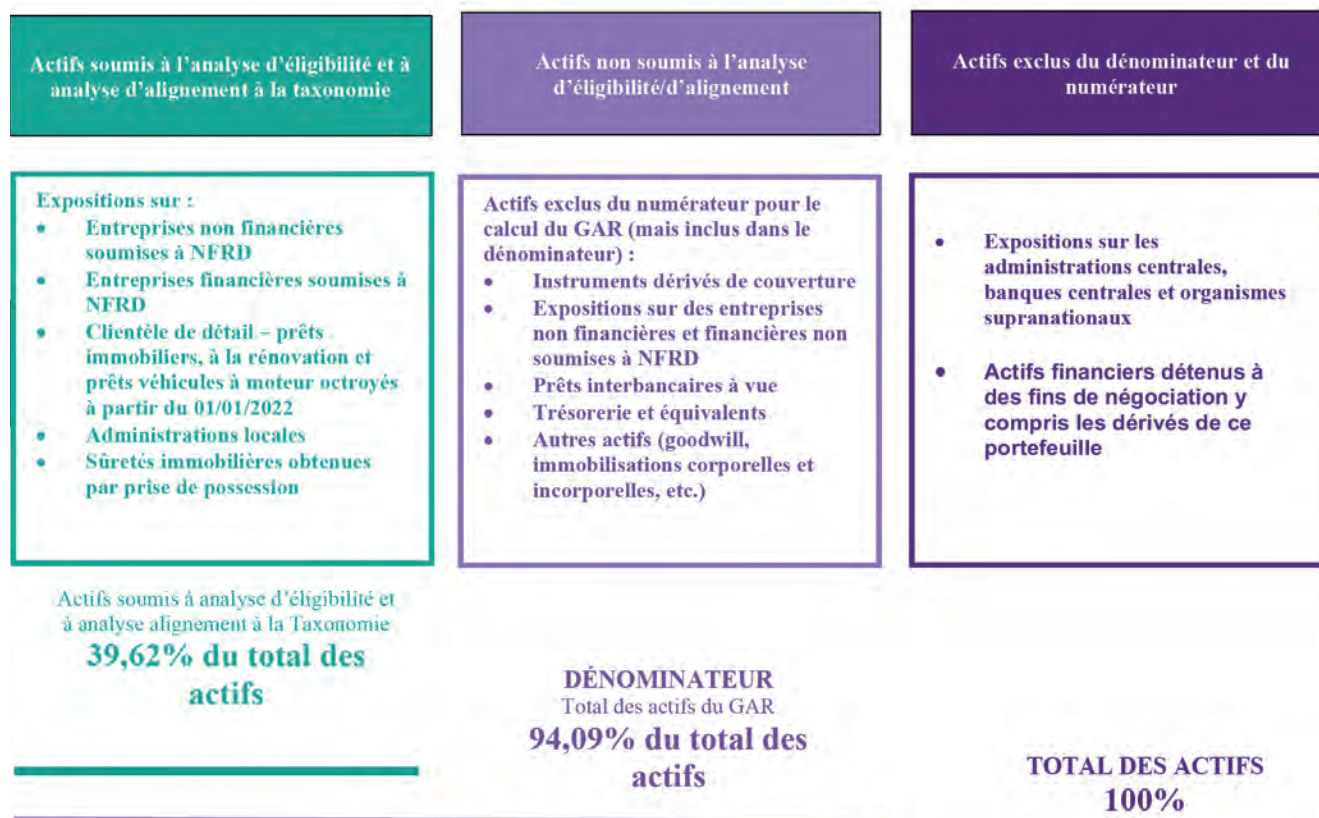 Actifs soumis à l'analyse d'éligibilité et à
analyse d'alignement à la taxonomie
Actifs non soumis à l'analyse
d'éligibilité/d'alignement
Actifs exclus du dénominateur et du
numérateur
Expositions sur :
• Entreprises non financières
soumises à NFRD
• Entreprises financières soumises à
NFRD
• Clientèle de détail – prêts
immobiliers, à la rénovation et
prêts véhicules à moteur octroyés
à partir du 01/01/2022
• Administrations locales
• Sûretés immobilières obtenues
par prise de possession
Actifs exclus du numérateur pour le
calcul du GAR (mais inclus dans le
dénominateur) :
• Instruments dérivés de couverture
• Expositions sur des entreprises
non financières et financières non
soumises à NFRD
• Prêts interbancaires à vue
• Trésorerie et équivalents
• Autres actifs (goodwill,
immobilisations corporelles et
incorporelles, etc.)
• Expositions sur les
administrations centrales,
banques centrales et organismes
supranationaux
• Actifs financiers détenus à
des fins de négociation y
compris les dérivés de ce
portefeuille
Actifs soumis à analyse d'éligibilité et
à analyse alignement à la Taxonomie
39,62% du total des
actifs
DÉNOMINATEUR
Total des actifs du GAR
94,09% du total des
actifs
TOTAL DES ACTIFS
100%